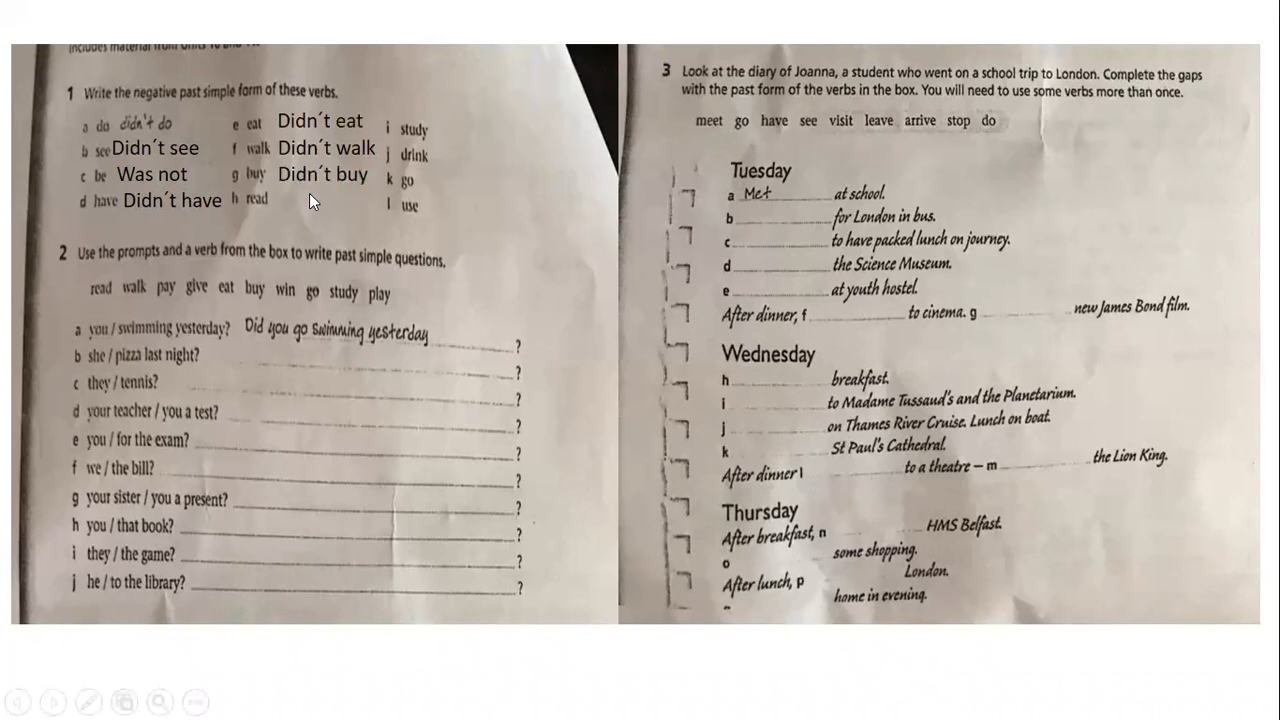 includes material from Units 10 and
1 Write the negative past simple form of these verbs.
a do didn't do e eat Didn´t eat i study
b see Didn´t see f walk Didn´t walk j drink
c be Was not g buy Didn´t buy k go
d have Didn´t have h read l use
2 Use the prompts and a verb from the box to write past simple questions.
read walk pay give eat buy win go study play
a you / swimming yesterday? Did you go swimming yesterday ?
b she / pizza last night? ?
c they / tennis? ?
d your teacher / you a test? ?
e you / for the exam? ?
f we / the bill? ?
g your sister / you a present? ?
h you / that book? ?
i they / the game? ?
j he / to the library? ?
3 Look at the diary of Joanna, a student who went on a school trip to London. Complete the gaps
with the past form of the verbs in the box. You will need to use some verbs more than once.
meet go have see visit leave arrive stop do
Tuesday
a Met at school.
b for London in bus.
c to have packed lunch on journey.
d the Science Museum.
e at youth hostel.
After dinner, f to cinema. g new James Bond film.
Wednesday
h breakfast.
i to Madame Tussaud's and the Planetarium.
j on Thames River Cruise. Lunch on boat.
k St Paul's Cathedral.
After dinner l to a theatre – m the Lion King.
Thursday
After breakfast, n HMS Belfast.
o some shopping.
After lunch, p London.
home in evening.